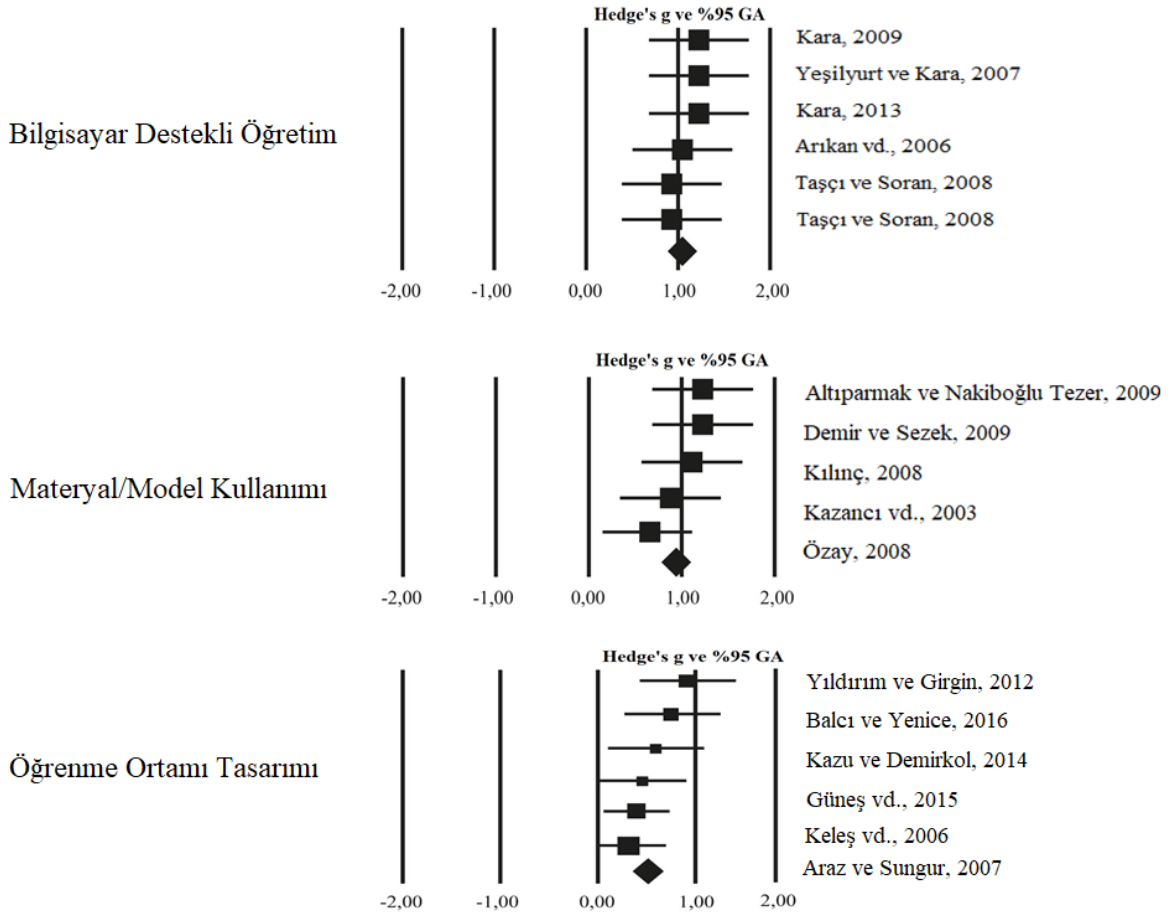 Hedge's g ve %95 GA
Bilgisayar Destekli Öğretim
Kara, 2009
Yeşilyurt ve Kara, 2007
Kara, 2013
Arıkan vd., 2006
Taşçı ve Soran, 2008
Taşçı ve Soran, 2008
-2,00 -1,00 0,00 1,00 2,00
Hedge's g ve %95 GA
Materyal/Model Kullanımı
Altıparmak ve Nakiboğlu Tezer, 2009
Demir ve Sezek, 2009
Kılınç, 2008
Kazancı vd., 2003
Özay, 2008
-2,00 -1,00 0,00 1,00 2,00
Hedge's g ve %95 GA
Öğrenme Ortamı Tasarımı
Yıldırım ve Girgin, 2012
Balcı ve Yenice, 2016
Kazu ve Demirkol, 2014
Güneş vd., 2015
Keleş vd., 2006
Araz ve Sungur, 2007
-2,00 -1,00 0,00 1,00 2,00